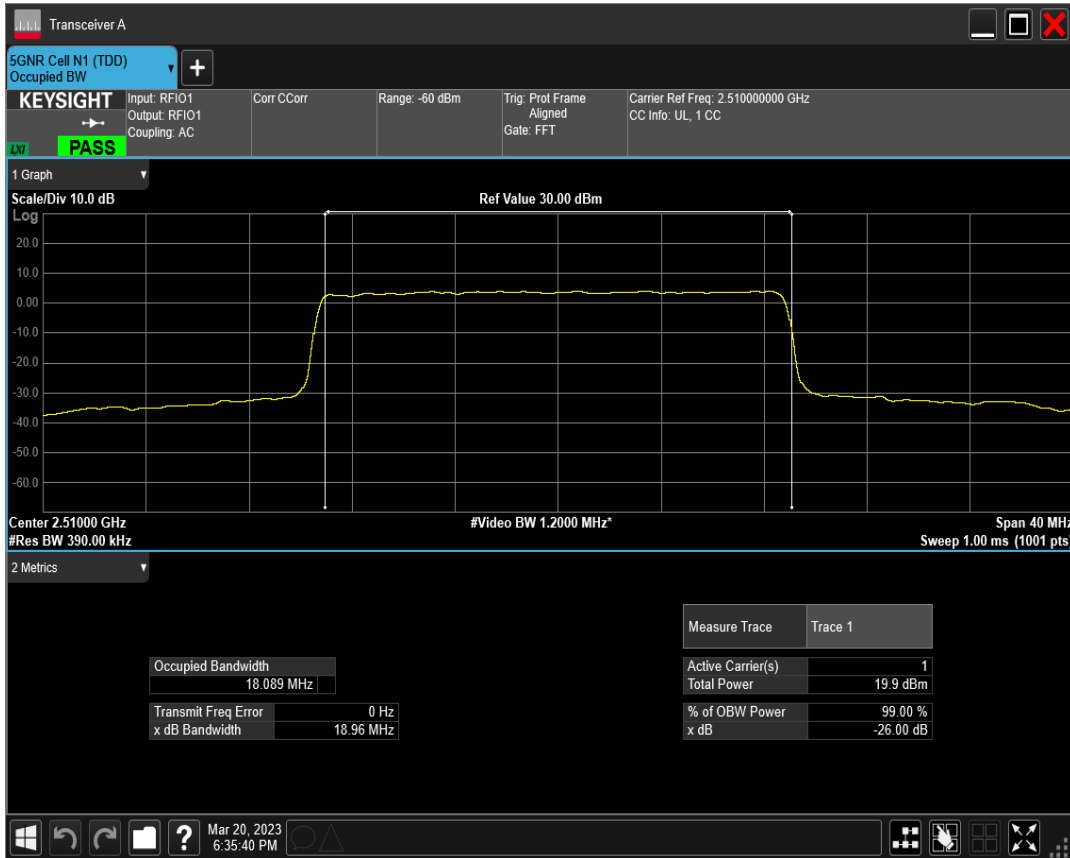 Transceiver A
5GNR Cell N1 (TDD)
Occupied BW
+
KEYSIGHT
LXI
PASS
Input: RFIO1
Output: RFIO1
Coupling: AC
Corr CCorr
Range: -60 dBm
Trig: Prot Frame
Aligned
Gate: FFT
Carrier Ref Freq: 2.510000000 GHz
CC Info: UL, 1 CC
1 Graph
Scale/Div 10.0 dB
Ref Value 30.00 dBm
Log
20.0
10.0
0.00
-10.0
-20.0
-30.0
-40.0
-50.0
-60.0
Center 2.51000 GHz
#Video BW 1.2000 MHz*
Span 40 MHz
#Res BW 390.00 kHz
Sweep 1.00 ms (1001 pts)
2 Metrics
Measure Trace Trace 1
Occupied Bandwidth
18.089 MHz
Active Carrier(s) 1
Total Power 19.9 dBm
Transmit Freq Error 0 Hz
x dB Bandwidth 18.96 MHz
% of OBW Power 99.00 %
x dB -26.00 dB
?
Mar 20, 2023
6:35:40 PM